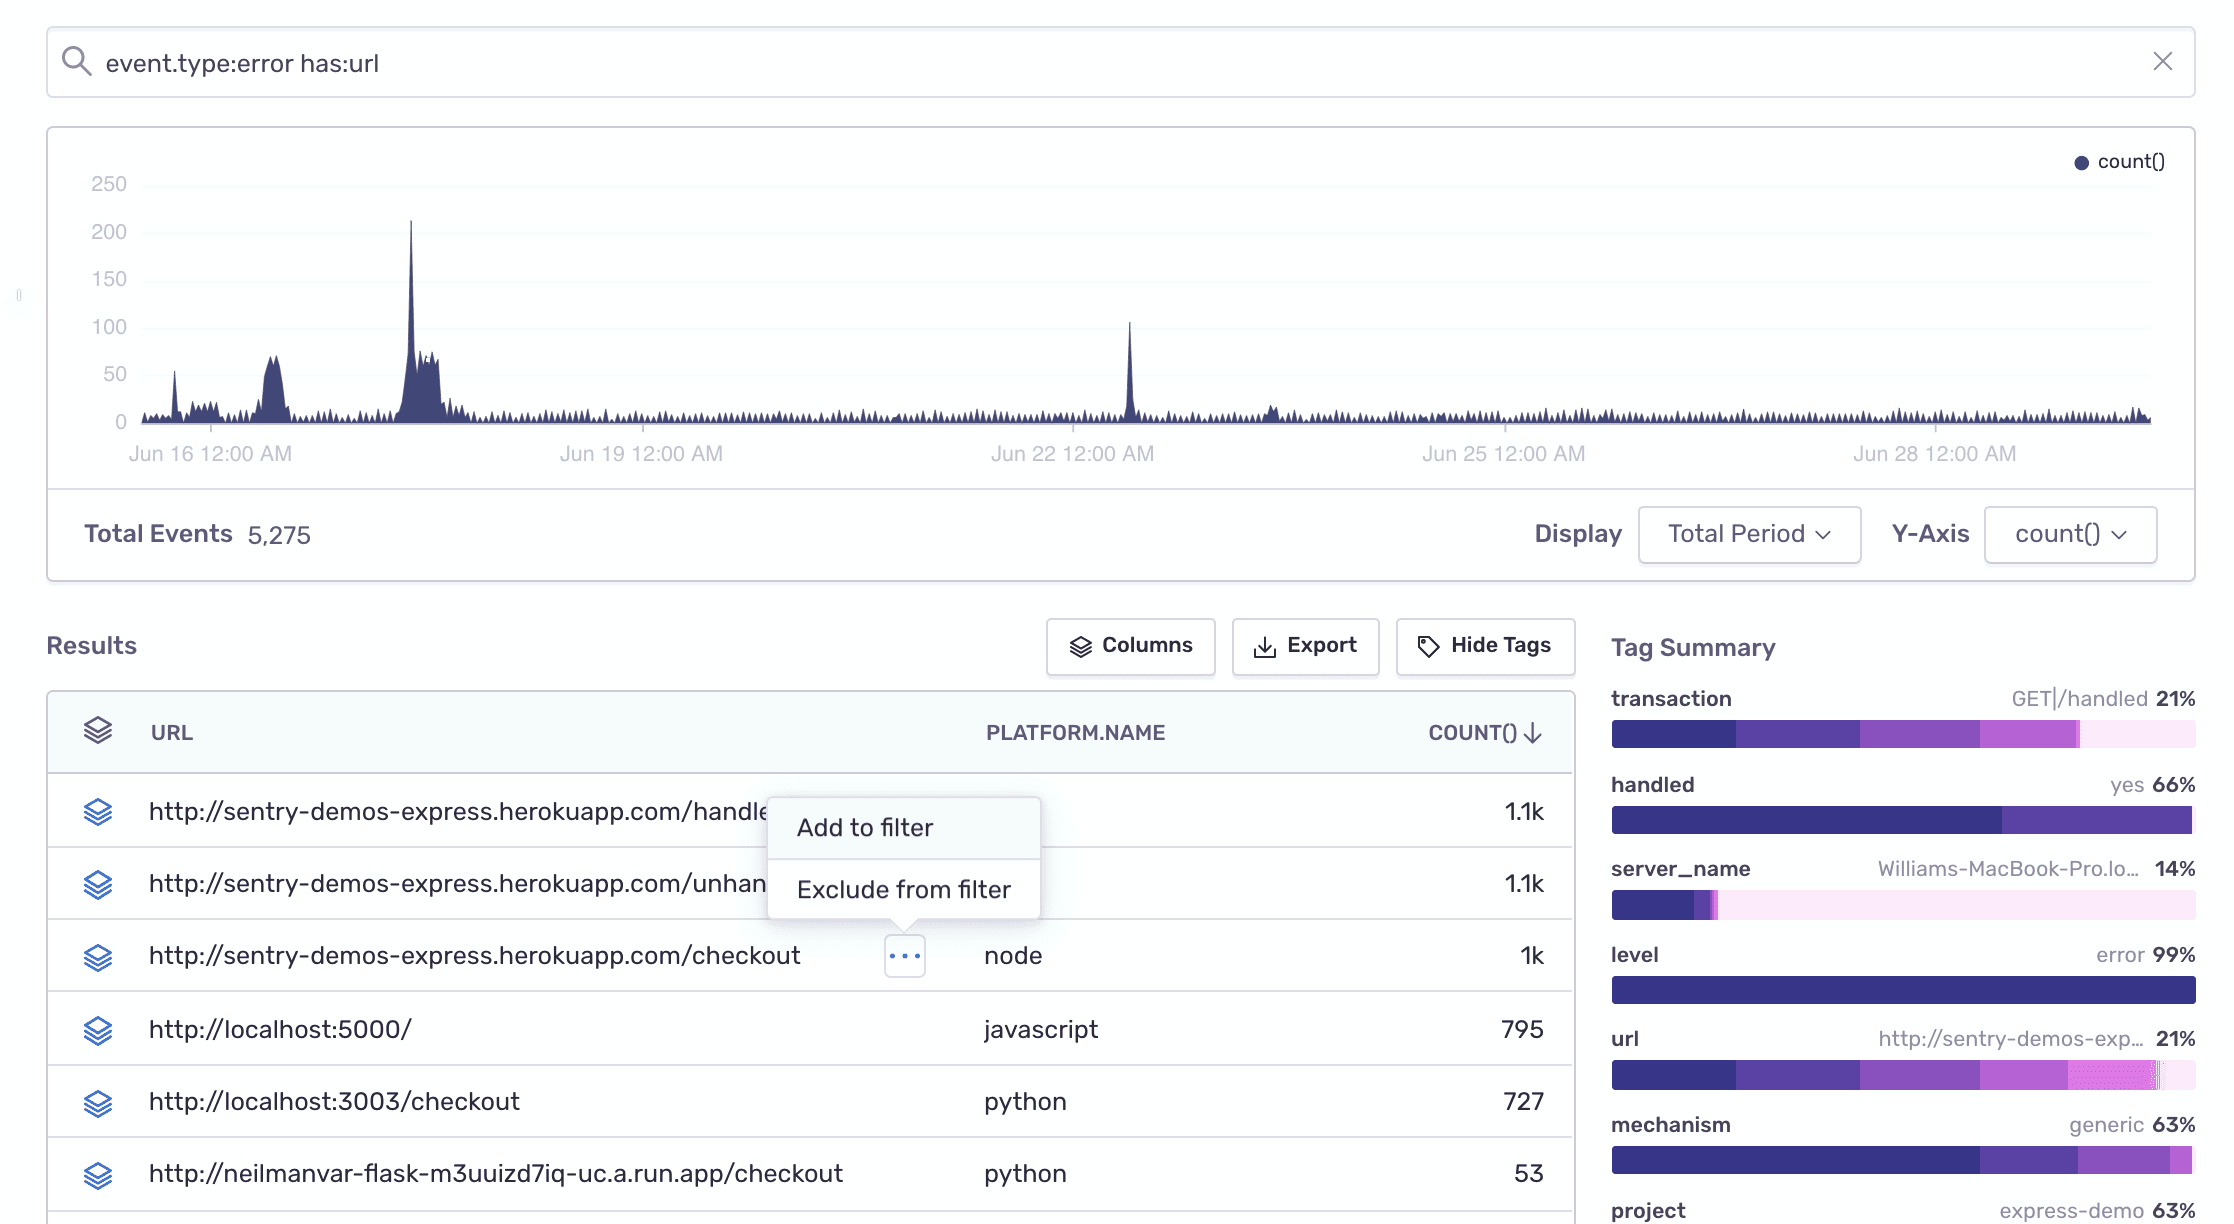 event.type:error has:url
count()
250
200
150
100
50
0
Jun 16 12:00 AM Jun 19 12:00 AM Jun 22 12:00 AM Jun 25 12:00 AM Jun 28 12:00 AM
Total Events 5,275 Display Total Period Y-Axis count()
Results Columns Export Hide Tags
URL PLATFORM.NAME COUNT()
http://sentry-demos-express.herokuapp.com/handle 1.1k
Add to filter
http://sentry-demos-express.herokuapp.com/unhan 1.1k
Exclude from filter
http://sentry-demos-express.herokuapp.com/checkout ... node 1k
http://localhost:5000/ javascript 795
http://localhost:3003/checkout python 727
http://neilmanvar-flask-m3uuizd7iq-uc.a.run.app/checkout python 53
Tag Summary
transaction GET|/handled 21%
handled yes 66%
server_name Williams-MacBook-Pro.lo... 14%
level error 99%
url http://sentry-demos-exp... 21%
mechanism generic 63%
project express-demo 63%